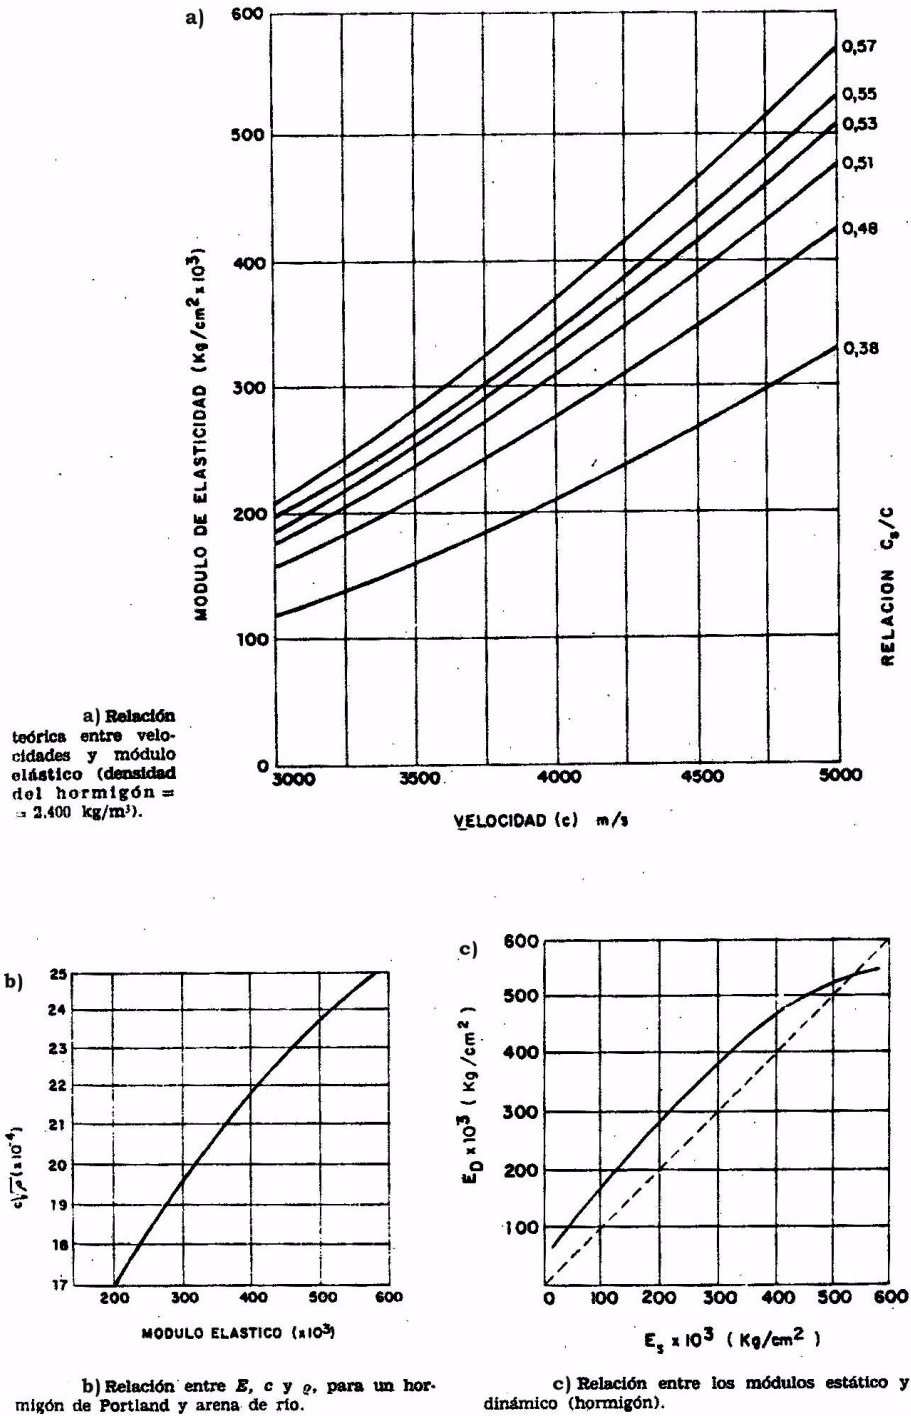 a)
600
500
400
300
200
100
0
MODULO DE ELASTICIDAD (Kg/cm² x 10³)
0,57
0,55
0,53
0,51
0,48
0,38
RELACION Cₛ/C
3000 3500 4000 4500 5000
VELOCIDAD (c) m/s
a) Relación
teórica entre velo-
cidades y módulo
elástico (densidad
del hormigón =
= 2.400 kg/m³).
b)
25
24
23
22
21
20
19
18
17
c√ρ (x10⁻⁴)
200 300 400 500 600
MODULO ELASTICO (x10³)
b) Relación entre E, c y ρ, para un hor-
migón de Portland y arena de río.
c)
600
500
400
300
200
100
E_D x 10³ (Kg/cm²)
0 100 200 300 400 500 600
Eₛ x 10³ (Kg/cm²)
c) Relación entre los módulos estático y
dinámico (hormigón).